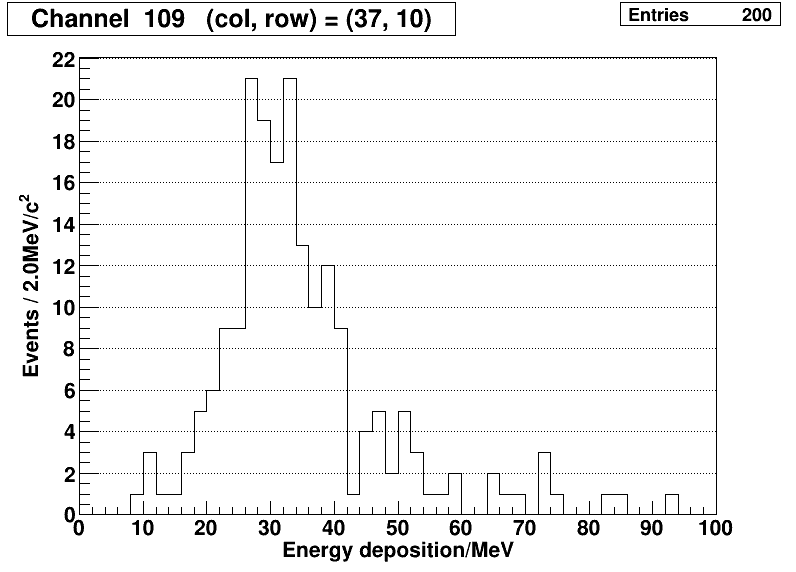 Channel 109 (col, row) = (37, 10)
Entries 200
Events / 2.0MeV/c²
22
20
18
16
14
12
10
8
6
4
2
0
0 10 20 30 40 50 60 70 80 90 100
Energy deposition/MeV